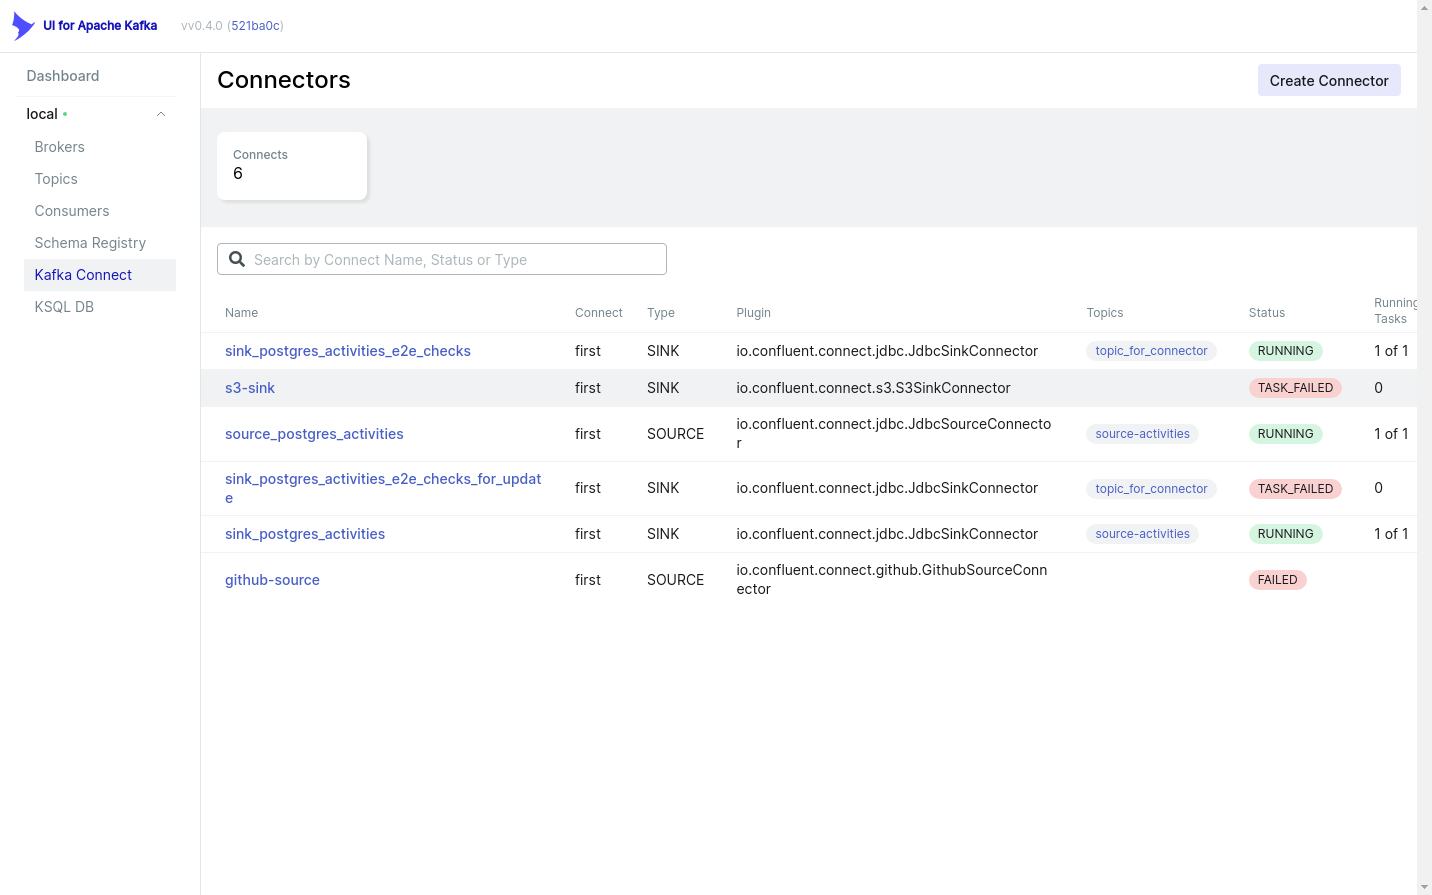 UI for Apache Kafka
vv0.4.0 (521ba0c)
Dashboard
local
Brokers
Topics
Consumers
Schema Registry
Kafka Connect
KSQL DB
Connectors
Create Connector
Connects
6
Search by Connect Name, Status or Type
Name Connect Type Plugin Topics Status Running
Tasks
sink_postgres_activities_e2e_checks first SINK io.confluent.connect.jdbc.JdbcSinkConnector topic_for_connector RUNNING 1 of 1
s3-sink first SINK io.confluent.connect.s3.S3SinkConnector TASK_FAILED 0
source_postgres_activities first SOURCE io.confluent.connect.jdbc.JdbcSourceConnecto source-activities RUNNING 1 of 1
r
sink_postgres_activities_e2e_checks_for_updat first SINK io.confluent.connect.jdbc.JdbcSinkConnector topic_for_connector TASK_FAILED 0
e
sink_postgres_activities first SINK io.confluent.connect.jdbc.JdbcSinkConnector source-activities RUNNING 1 of 1
github-source first SOURCE io.confluent.connect.github.GithubSourceConn FAILED
ector